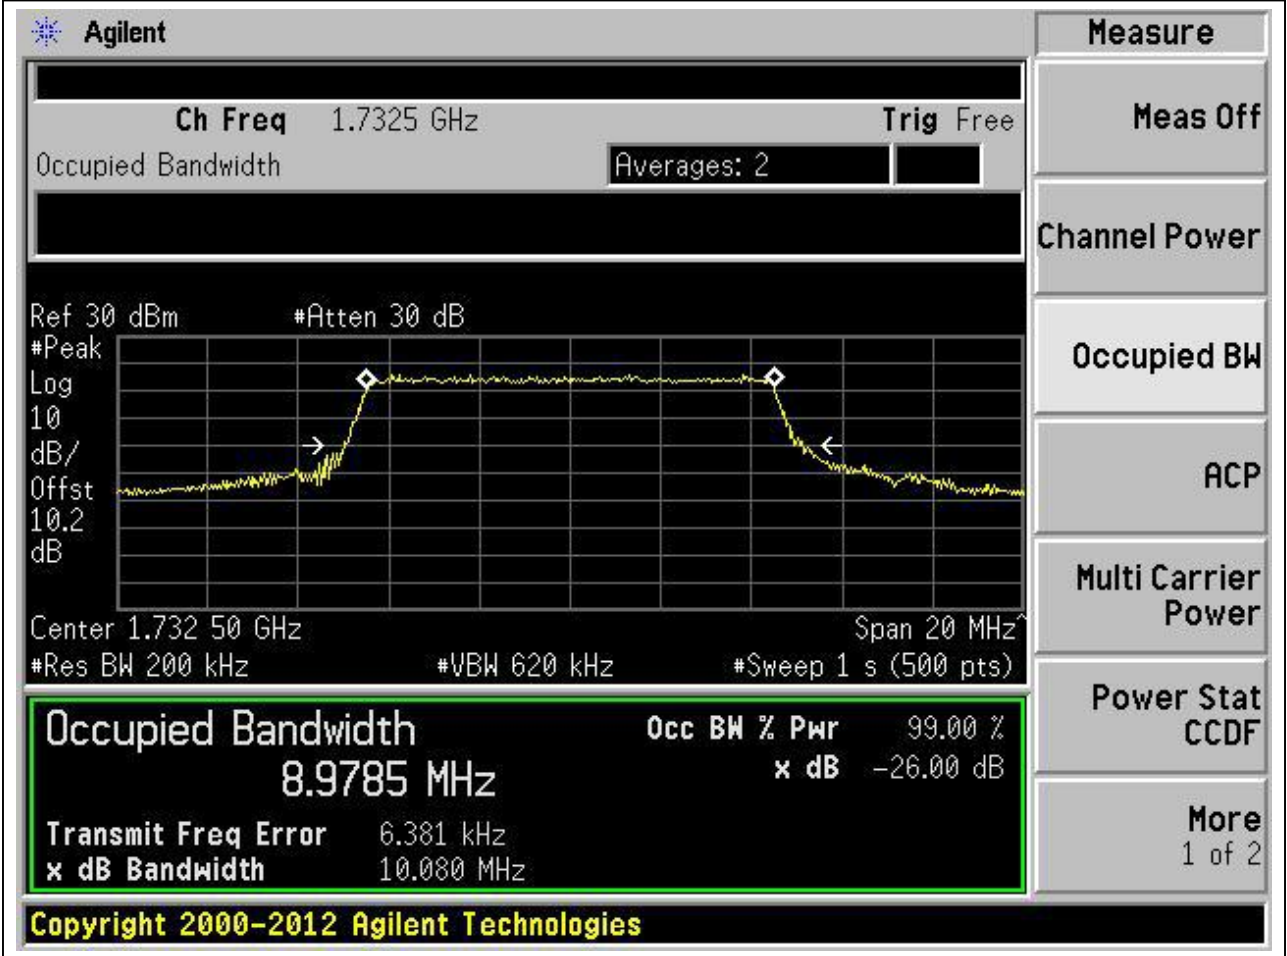 Agilent
Measure
Ch Freq 1.7325 GHz Trig Free
Occupied Bandwidth Averages: 2
Meas Off
Channel Power
Occupied BW
ACP
Multi Carrier
Power
Power Stat
CCDF
More
1 of 2
Ref 30 dBm #Atten 30 dB
#Peak
Log
10
dB/
Offst
10.2
dB
Center 1.732 50 GHz Span 20 MHz^
#Res BW 200 kHz #VBW 620 kHz #Sweep 1 s (500 pts)
Occupied Bandwidth Occ BW % Pwr 99.00 %
8.9785 MHz x dB -26.00 dB
Transmit Freq Error 6.381 kHz
x dB Bandwidth 10.080 MHz
Copyright 2000-2012 Agilent Technologies